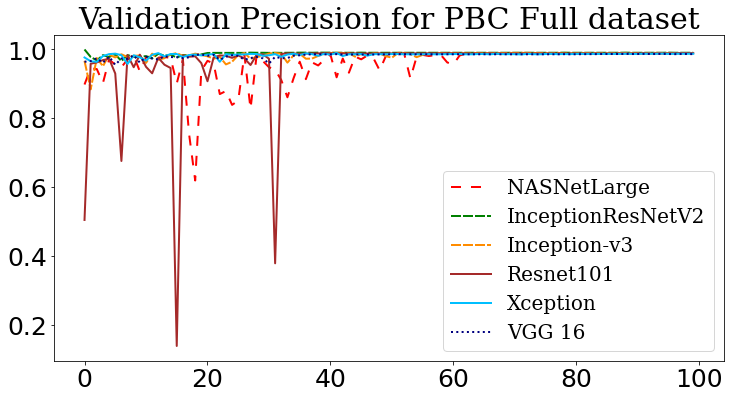 Validation Precision for PBC Full dataset
1.0
0.8
0.6
0.4
0.2
0 20 40 60 80 100
NASNetLarge
InceptionResNetV2
Inception-v3
Resnet101
Xception
VGG 16